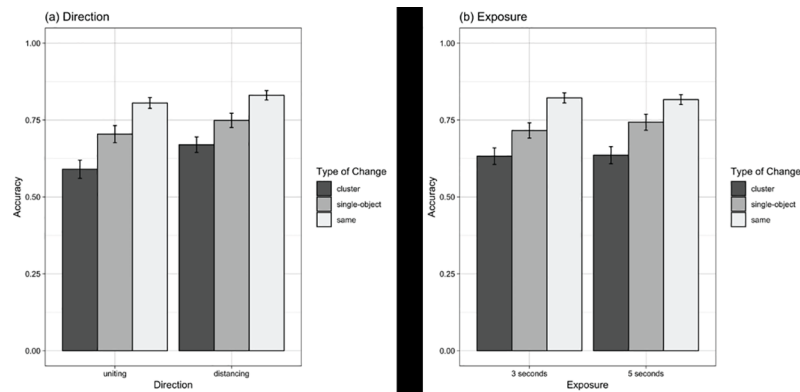 (a) Direction
1.00
0.75
0.50
0.25
0.00
Accuracy
uniting distancing
Direction
Type of Change
cluster
single-object
same
(b) Exposure
1.00
0.75
0.50
0.25
0.00
Accuracy
3 seconds 5 seconds
Exposure
Type of Change
cluster
single-object
same